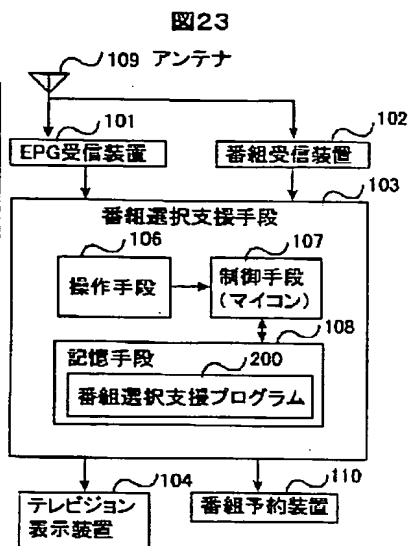 図23
109 アンテナ
101
102
EPG受信装置
番組受信装置
103
番組選択支援手段
106
107
操作手段
制御手段
(マイコン)
108
記憶手段
200
番組選択支援プログラム
104
110
テレビジョン
表示装置
番組予約装置